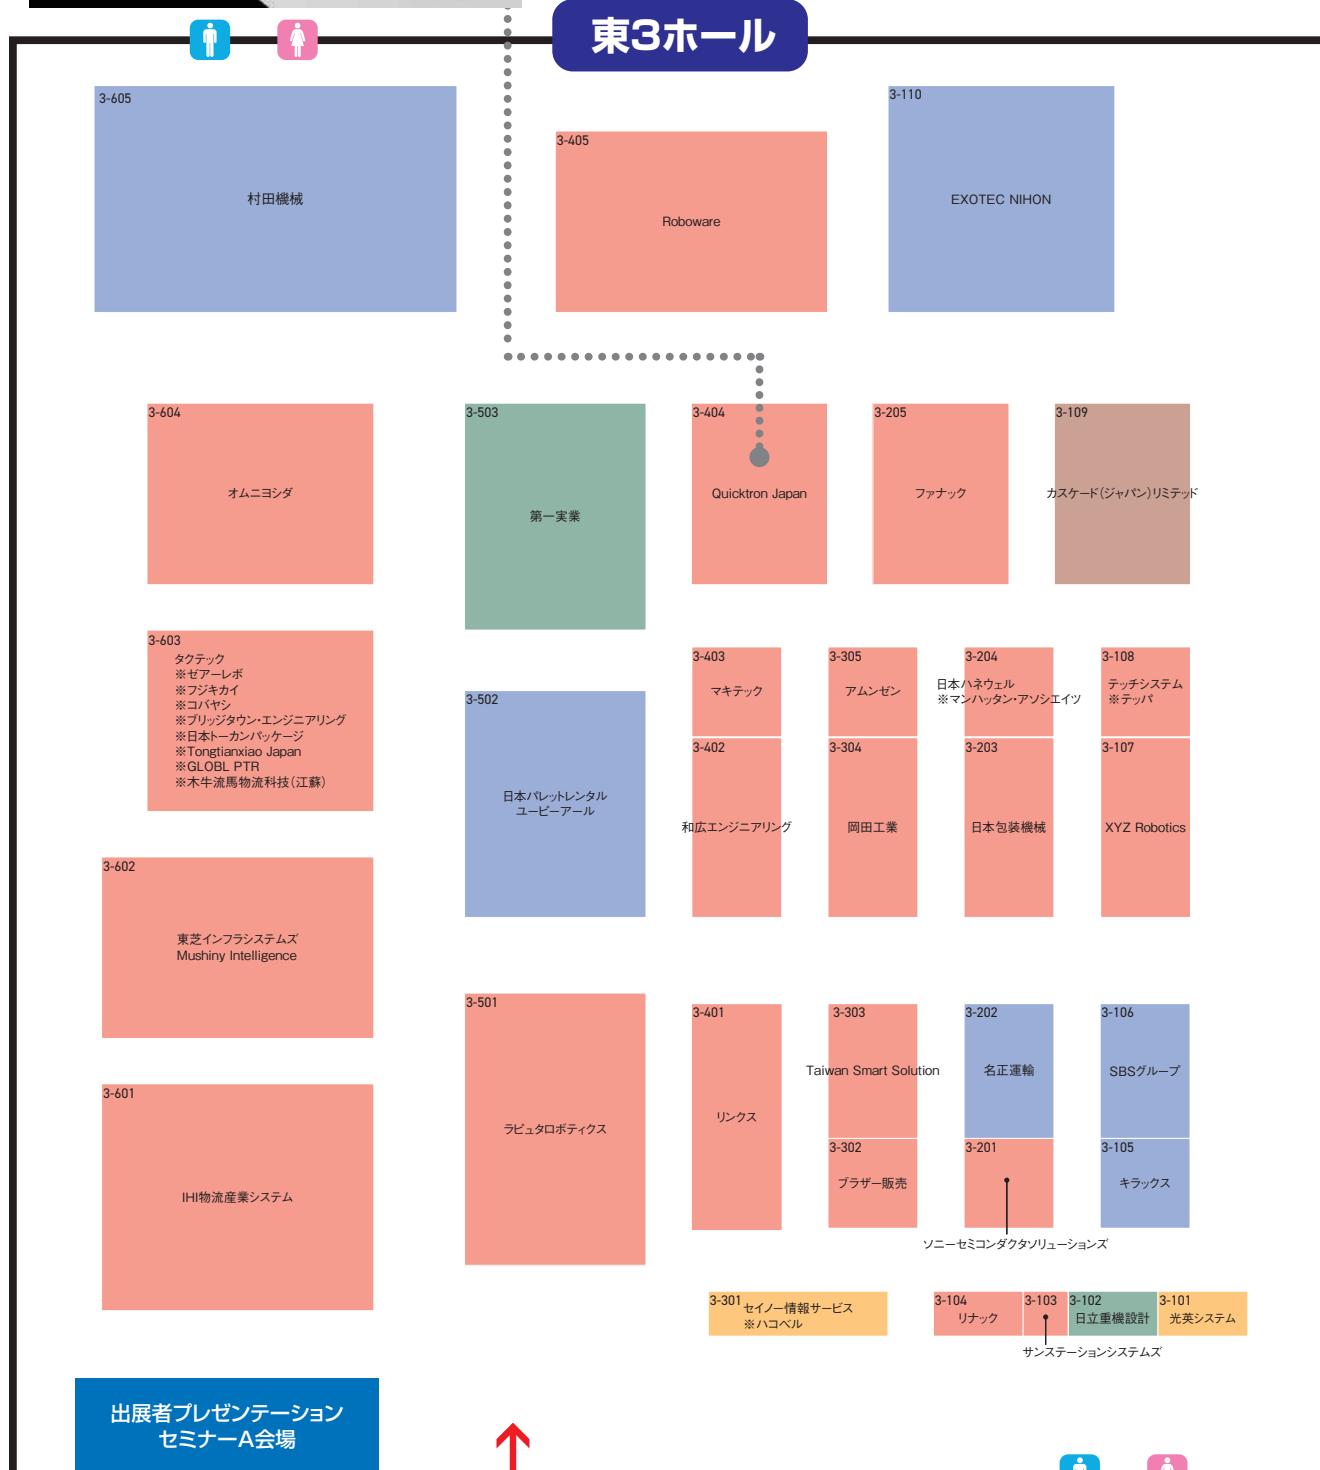 東3ホール
3-605
村田機械
3-405
Roboware
3-110
EXOTEC NIHON
3-604
オムニヨシダ
3-503
第一実業
3-404
Quicktron Japan
3-205
ファナック
3-109
カスケード(ジャパン)リミテッド
3-603
タクテック
※ゼアーレボ
※フジキカイ
※コバヤシ
※ブリッジタウン・エンジニアリング
※日本トーカンパッケージ
※Tongtianxiao Japan
※GLOBL PTR
※木牛流馬物流科技(江蘇)
3-502
日本パレットレンタル
ユーピーアール
3-403
マキテック
3-305
アムンゼン
3-204
日本ハネウェル
※マンハッタン・アソシエイツ
3-108
テッチシステム
※テッパ
3-402
和広エンジニアリング
3-304
岡田工業
3-203
日本包装機械
3-107
XYZ Robotics
3-602
東芝インフラシステムズ
Mushiny Intelligence
3-501
ラピュタロボティクス
3-401
リンクス
3-303
Taiwan Smart Solution
3-202
名正運輸
3-106
SBSグループ
3-302
ブラザー販売
3-201
ソニーセミコンダクタソリューションズ
3-105
キラックス
3-601
IHI物流産業システム
3-301
セイノー情報サービス
※ハコベル
3-104
リナック
3-103
サンステーションシステムズ
3-102
日立重機設計
3-101
光英システム
出展者プレゼンテーション
セミナーA会場